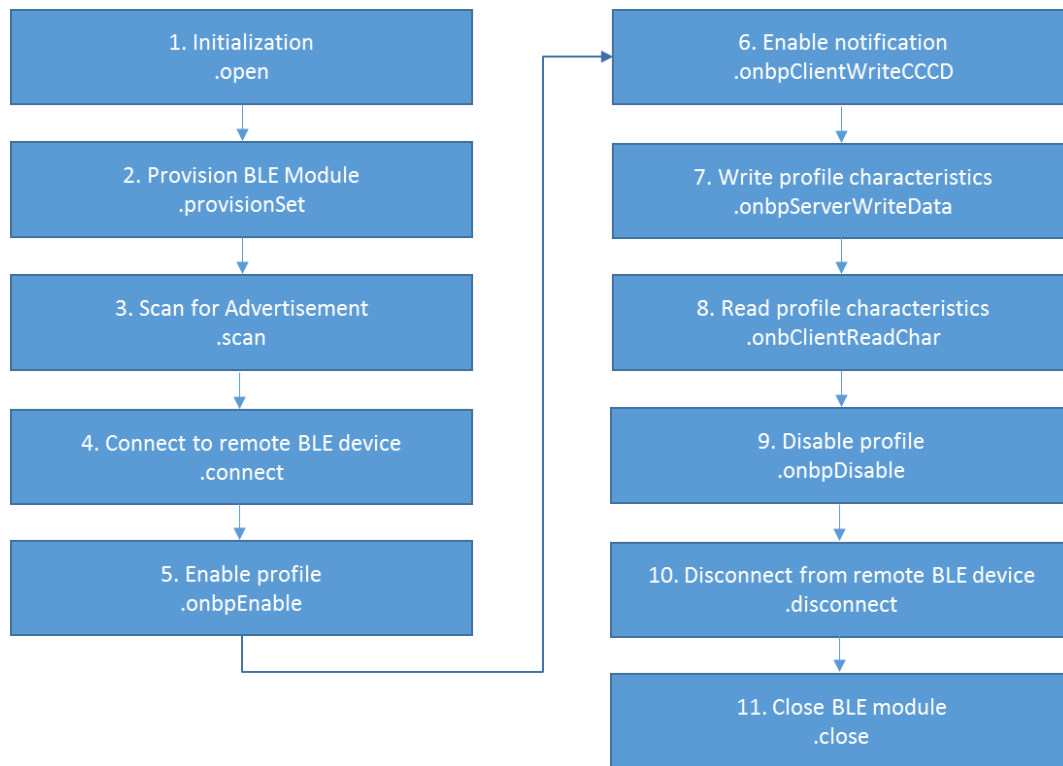 1. Initialization
.open
2. Provision BLE Module
.provisionSet
3. Scan for Advertisement
.scan
4. Connect to remote BLE device
.connect
5. Enable profile
.onbpEnable
6. Enable notification
.onbpClientWriteCCCD
7. Write profile characteristics
.onbpServerWriteData
8. Read profile characteristics
.onbClientReadChar
9. Disable profile
.onbpDisable
10. Disconnect from remote BLE device
.disconnect
11. Close BLE module
.close